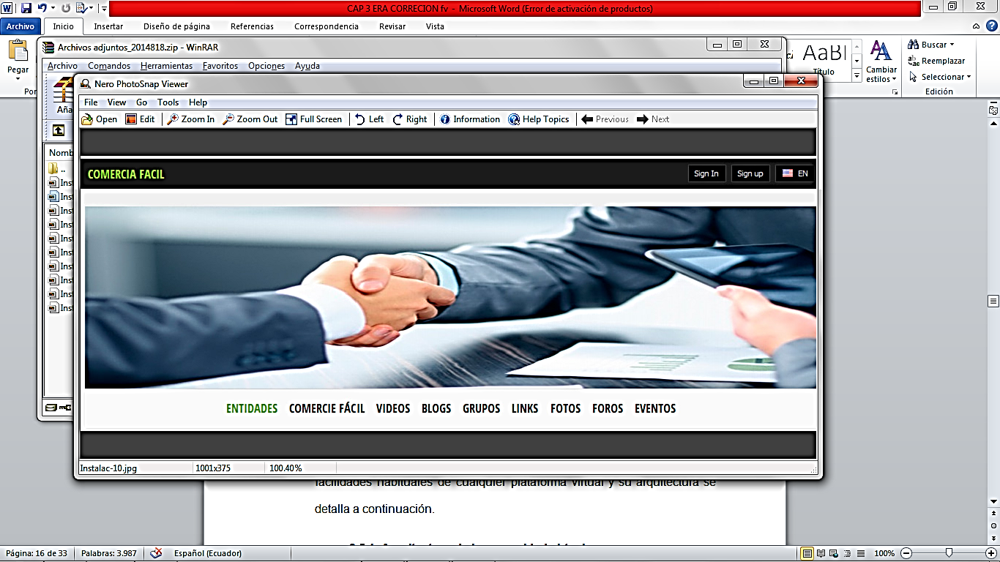 CAP 3 ERA CORRECION fv - Microsoft Word (Error de activación de productos)
Archivo Inicio Insertar Diseño de página Referencias Correspondencia Revisar Vista
Pegar
Archivos adjuntos_2014818.zip - WinRAR
Archivo Comandos Herramientas Favoritos Opciones Ayuda
AaBl
Título
Cambiar estilos
Buscar
Reemplazar
Seleccionar
Edición
Nero PhotoSnap Viewer
File View Go Tools Help
Open Edit Zoom In Zoom Out Full Screen Left Right Information Help Topics Previous Next
Por
Aña
Nomb
..
Inst
Inst
Inst
Inst
Inst
Inst
Inst
Inst
Inst
Inst
COMERCIA FACIL
Sign In Sign up EN
ENTIDADES COMERCIE FÁCIL VIDEOS BLOGS GRUPOS LINKS FOTOS FOROS EVENTOS
Instalac-10.jpg 1001x375 100.40%
facilidades habituales de cualquier plataforma virtual y su arquitectura se
detalla a continuación.
Página: 16 de 33 Palabras: 3.987 Español (Ecuador) 100%